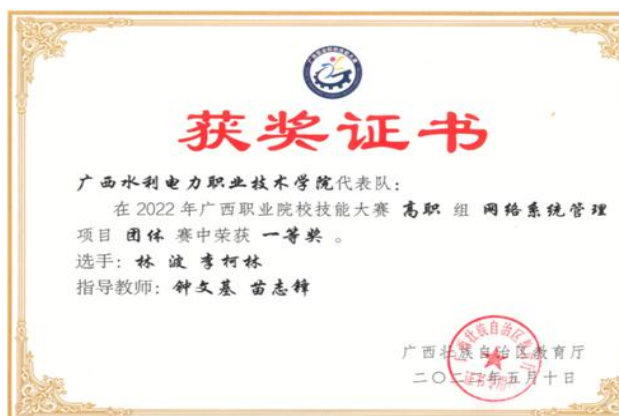 获奖证书
广西水利电力职业技术学院代表队：
在 2022 年广西职业院校技能大赛 高职 组 网络系统管理
项目 团体 赛中荣获 一等奖 。
选手：林 波 李柯林
指导教师：钟文基 苗志锋
广西壮族自治区教育厅
二〇二二年五月十日